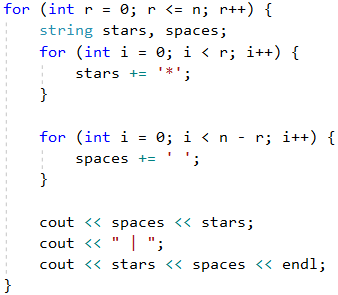 for (int r = 0; r <= n; r++) {
    string stars, spaces;
    for (int i = 0; i < r; i++) {
        stars += '*';
    }

    for (int i = 0; i < n - r; i++) {
        spaces += ' ';
    }

    cout << spaces << stars;
    cout << " | ";
    cout << stars << spaces << endl;
}